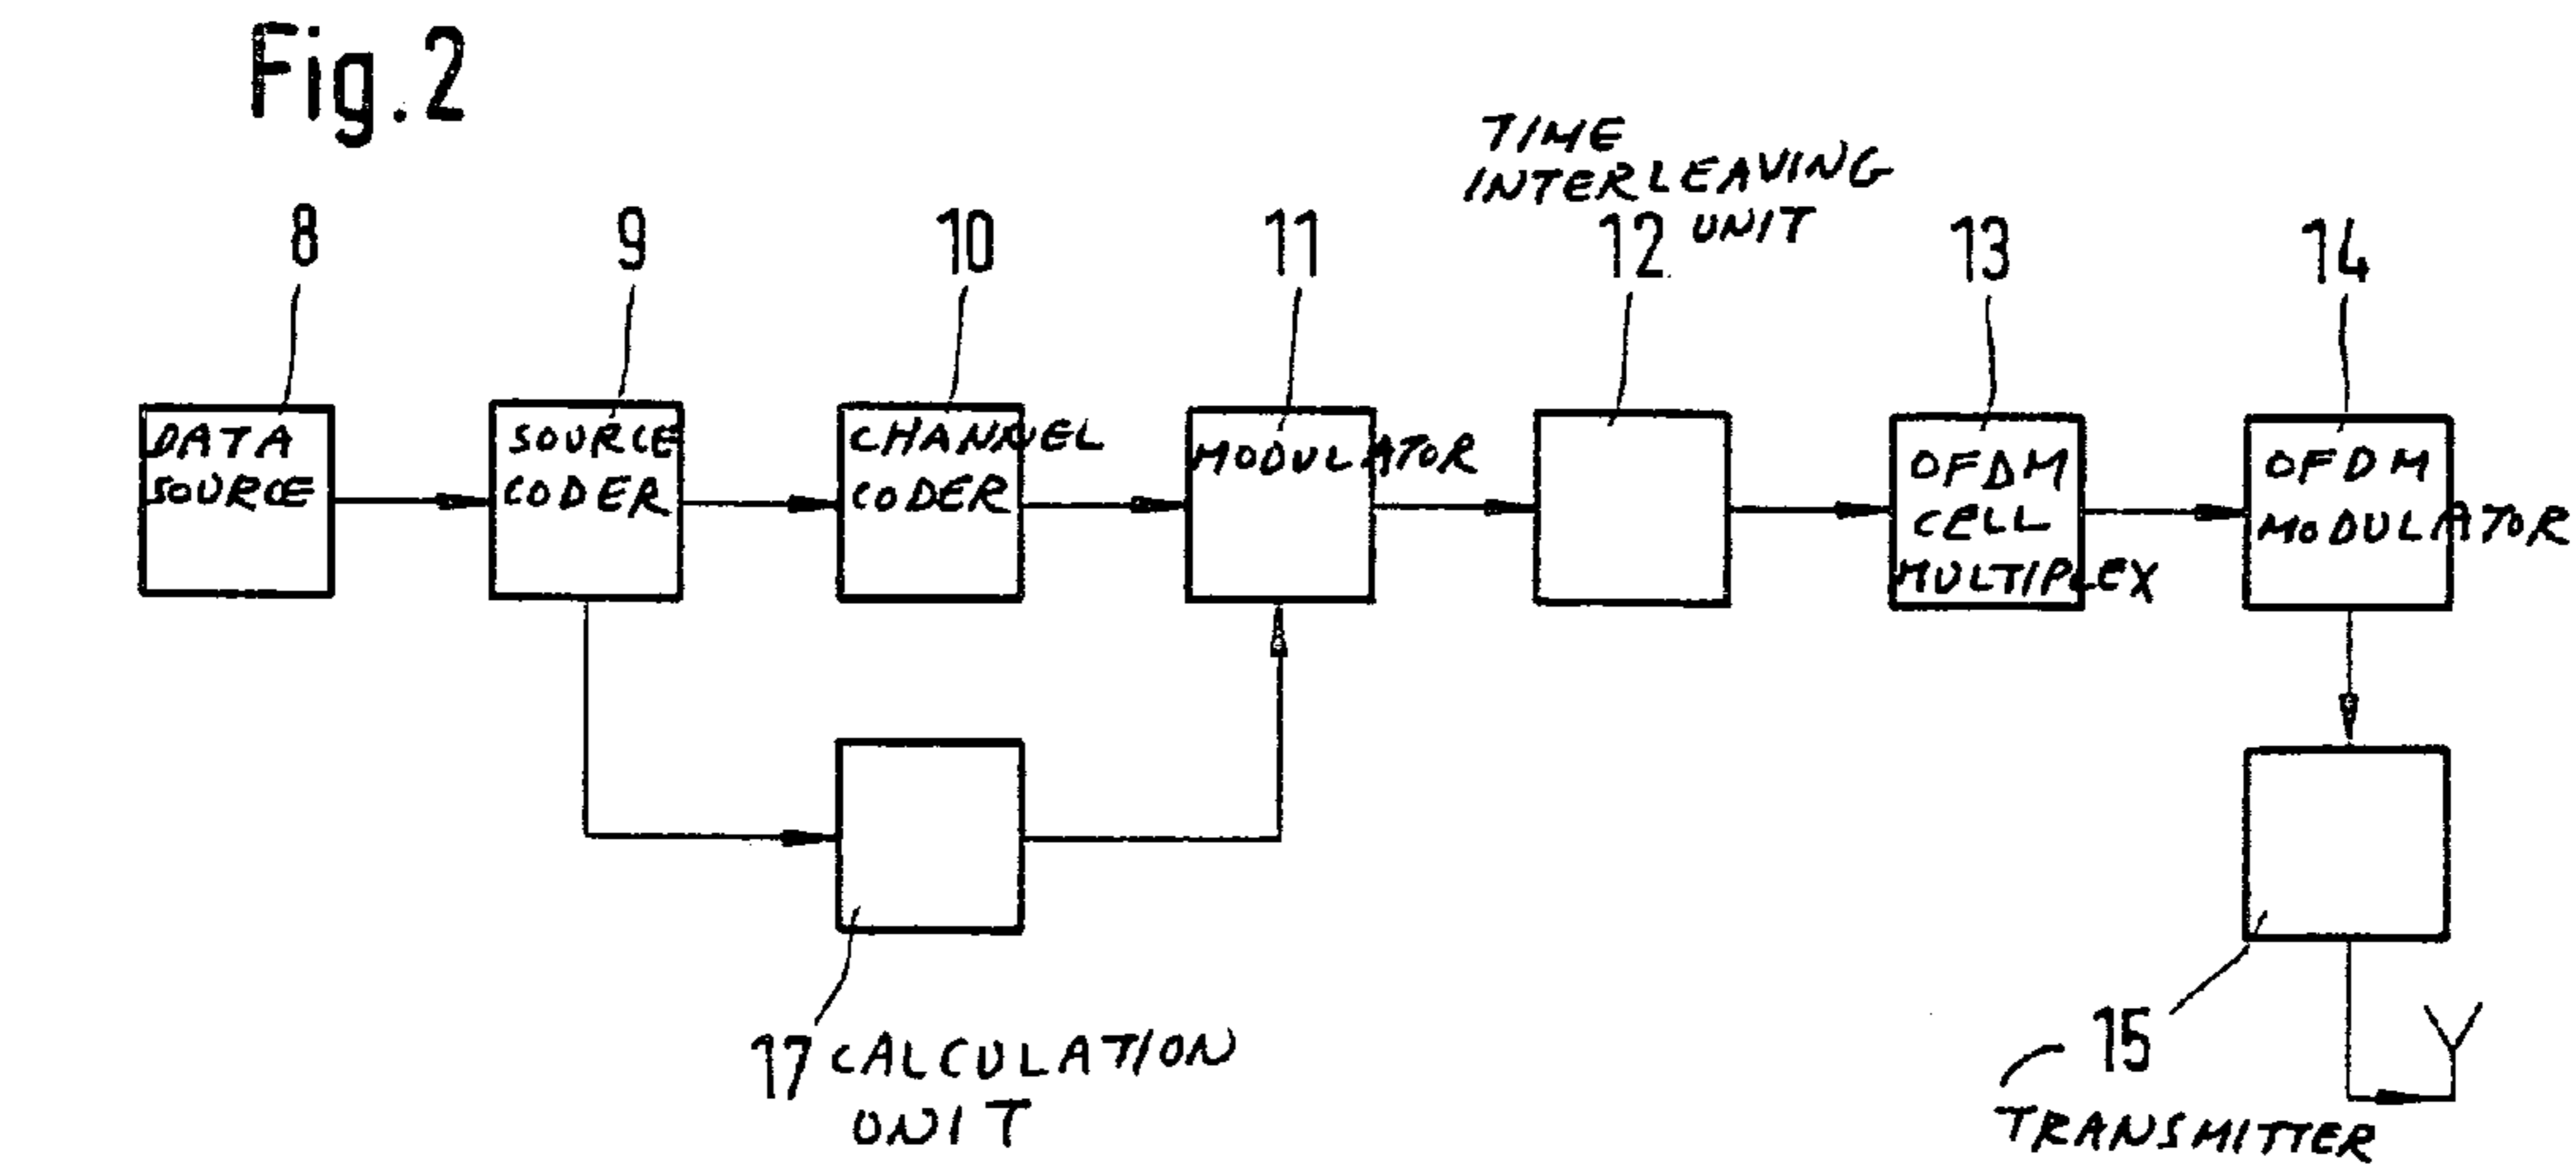 Fig. 2
TIME
INTERLEAVING
UNIT
8
9
10
11
12
13
14
DATA
SOURCE
SOURCE
CODER
CHANNEL
CODER
MODULATOR
OFDM
CELL
MULTIPLEX
OFDM
MODULATOR
17 CALCULATION
UNIT
15
TRANSMITTER